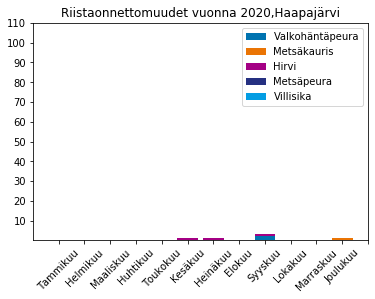 Riistaonnettomuudet vuonna 2020,Haapajärvi
Valkohäntäpeura
Metsäkauris
Hirvi
Metsäpeura
Villisika
110
100
90
80
70
60
50
40
30
20
10
Tammikuu
Helmikuu
Maaliskuu
Huhtikuu
Toukokuu
Kesäkuu
Heinäkuu
Elokuu
Syyskuu
Lokakuu
Marraskuu
Joulukuu